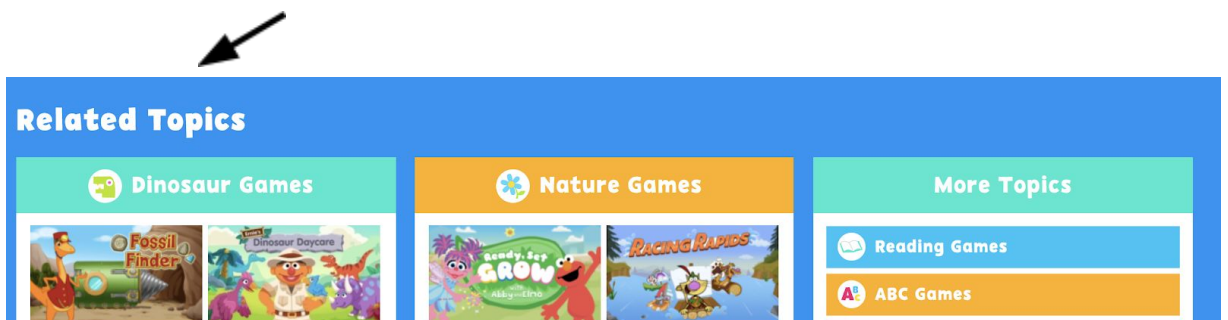 Related Topics
Dinosaur Games
Fossil
Finder
Dinosaur Daycare
Nature Games
Ready, Set
GROW
with
Abby and Elmo
RACING RAPIDS
More Topics
Reading Games
ABC
ABC Games